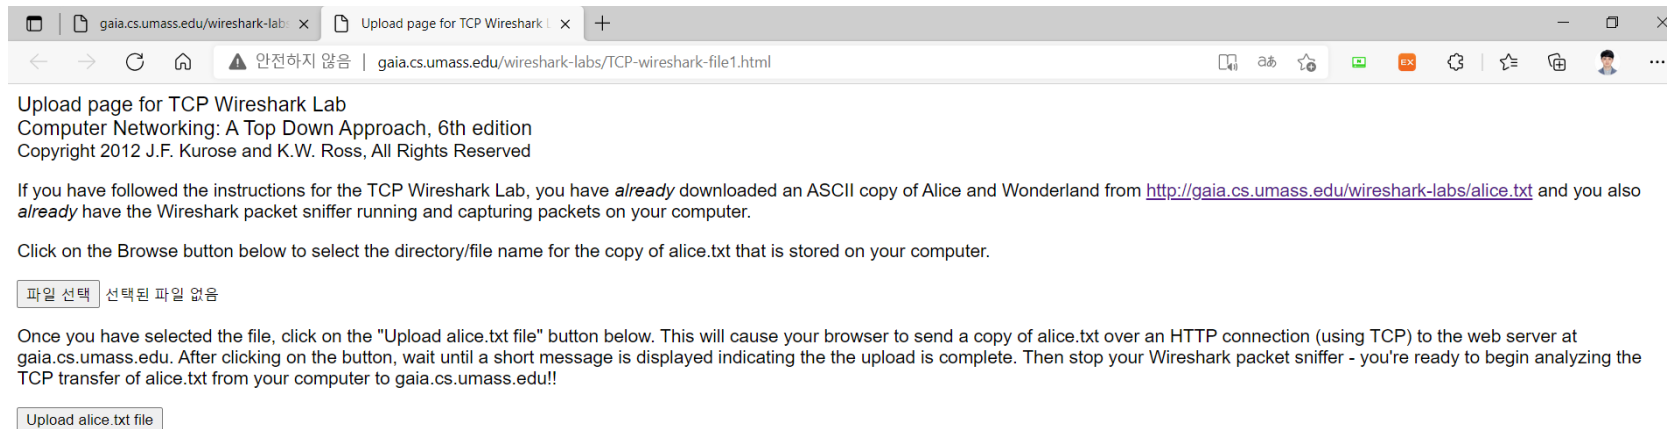 gaia.cs.umass.edu/wireshark-lab
Upload page for TCP Wireshark L
안전하지 않음 | gaia.cs.umass.edu/wireshark-labs/TCP-wireshark-file1.html
aあ
EX
Upload page for TCP Wireshark Lab
Computer Networking: A Top Down Approach, 6th edition
Copyright 2012 J.F. Kurose and K.W. Ross, All Rights Reserved
If you have followed the instructions for the TCP Wireshark Lab, you have already downloaded an ASCII copy of Alice and Wonderland from http://gaia.cs.umass.edu/wireshark-labs/alice.txt and you also
already have the Wireshark packet sniffer running and capturing packets on your computer.
Click on the Browse button below to select the directory/file name for the copy of alice.txt that is stored on your computer.
파일 선택 선택된 파일 없음
Once you have selected the file, click on the "Upload alice.txt file" button below. This will cause your browser to send a copy of alice.txt over an HTTP connection (using TCP) to the web server at
gaia.cs.umass.edu. After clicking on the button, wait until a short message is displayed indicating the the upload is complete. Then stop your Wireshark packet sniffer - you're ready to begin analyzing the
TCP transfer of alice.txt from your computer to gaia.cs.umass.edu!!
Upload alice.txt file